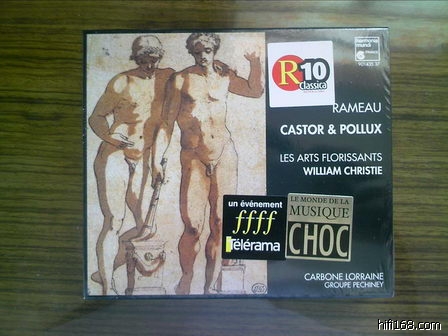 harmonia
mundi
FRANCE
R10
Classica
RAMEAU
CASTOR & POLLUX
LES ARTS FLORISSANTS
WILLIAM CHRISTIE
un événement
ffff
Télérama
LE MONDE DE LA
MUSIQUE
CHOC
CARBONE LORRAINE
GROUPE PECHINEY
hifi168.com